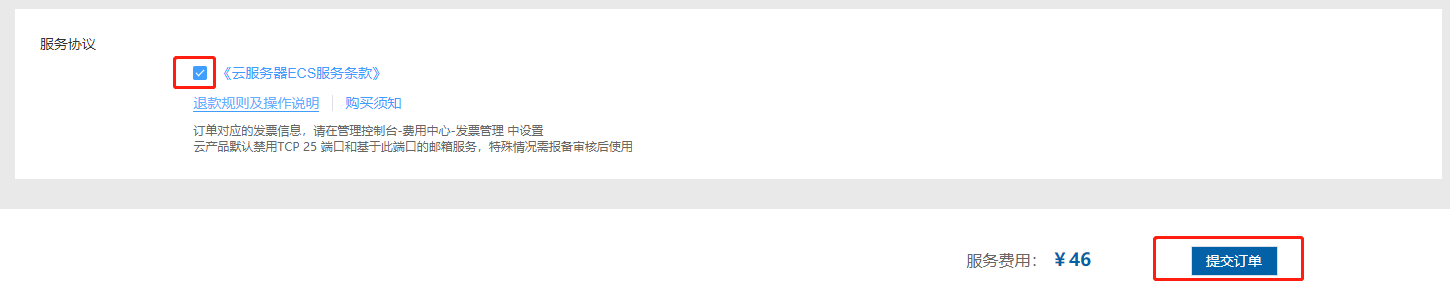 服务协议
《云服务器ECS服务条款》
退款规则及操作说明 购买须知
订单对应的发票信息，请在管理控制台-费用中心-发票管理 中设置
云产品默认禁用TCP 25 端口和基于此端口的邮箱服务，特殊情况需报备审核后使用
服务费用： ¥46 提交订单